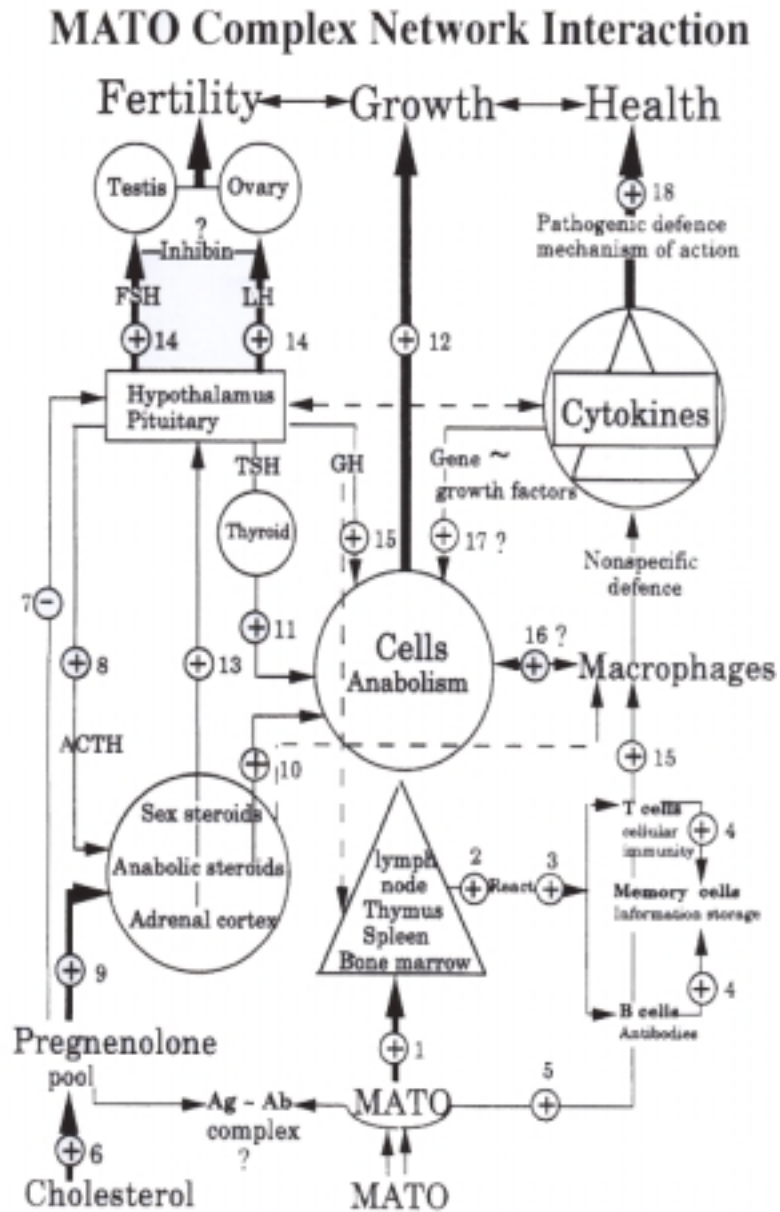 MATO Complex Network Interaction
Fertility Growth Health
Testis Ovary
+ 18
Pathogenic defence
mechanism of action
?
Inhibin
FSH LH
+ 14 + 14 + 12
Hypothalamus
Pituitary
Cytokines
TSH GH Gene ~
growth factors
Thyroid
+ 15 + 17 ?
Nonspecific
defence
7 -
+ 11
+ 8 + 13
Cells
Anabolism
16 ?
+
Macrophages
ACTH
+ 10
+ 15
Sex steroids
Anabolic steroids
Adrenal cortex
lymph
node
Thymus
Spleen
Bone marrow
2
+
React
3
+
T cells
cellular
immunity
+ 4
Memory cells
Information storage
+ 4
B cells
Antibodies
+ 9
Pregnenolone
pool
+ 1
5
+
Ag - Ab
complex
?
MATO
+ 6
Cholesterol
MATO